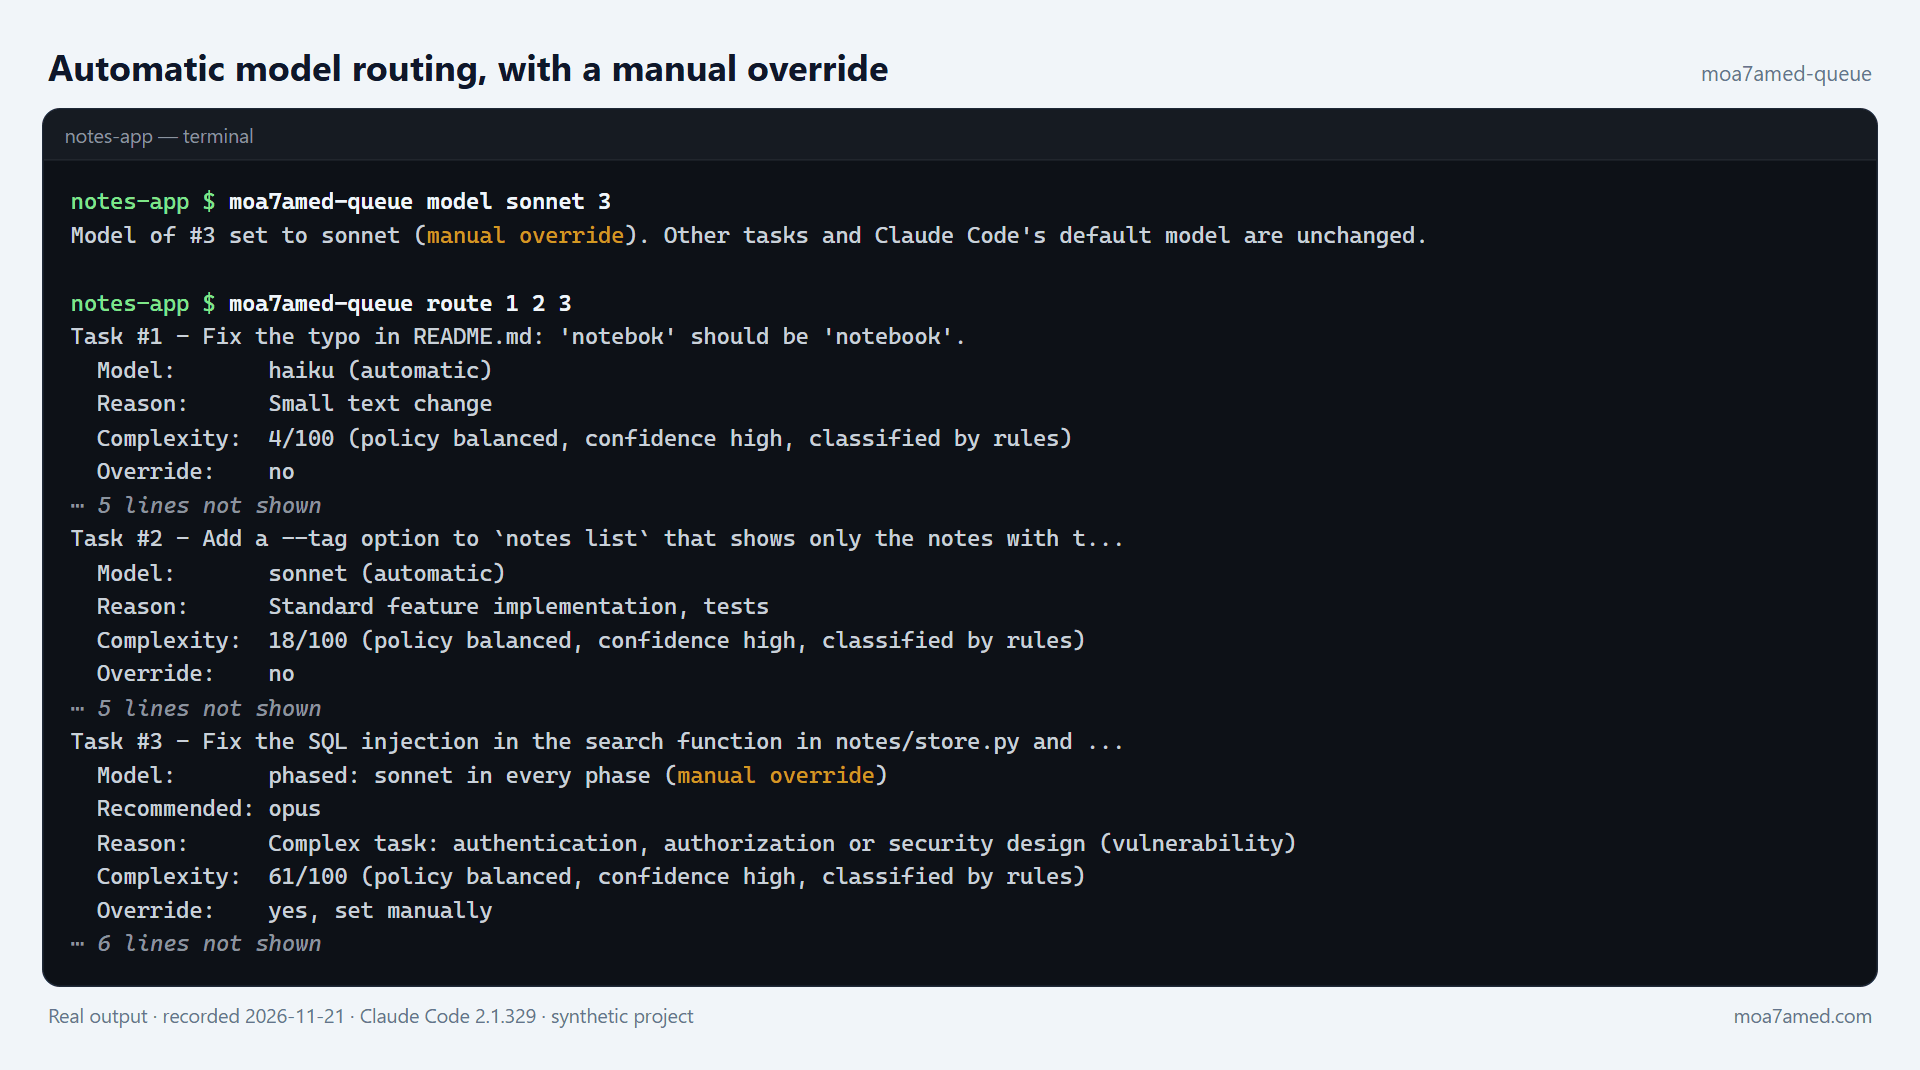 Automatic model routing, with a manual override
moa7amed-queue
notes-app — terminal
notes-app $ moa7amed-queue model sonnet 3
Model of #3 set to sonnet (manual override). Other tasks and Claude Code's default model are unchanged.
notes-app $ moa7amed-queue route 1 2 3
Task #1 - Fix the typo in README.md: 'notebok' should be 'notebook'.
Model: haiku (automatic)
Reason: Small text change
Complexity: 4/100 (policy balanced, confidence high, classified by rules)
Override: no
⋯ 5 lines not shown
Task #2 - Add a --tag option to `notes list` that shows only the notes with t...
Model: sonnet (automatic)
Reason: Standard feature implementation, tests
Complexity: 18/100 (policy balanced, confidence high, classified by rules)
Override: no
⋯ 5 lines not shown
Task #3 - Fix the SQL injection in the search function in notes/store.py and ...
Model: phased: sonnet in every phase (manual override)
Recommended: opus
Reason: Complex task: authentication, authorization or security design (vulnerability)
Complexity: 61/100 (policy balanced, confidence high, classified by rules)
Override: yes, set manually
⋯ 6 lines not shown
Real output · recorded 2026-11-21 · Claude Code 2.1.329 · synthetic project
moa7amed.com